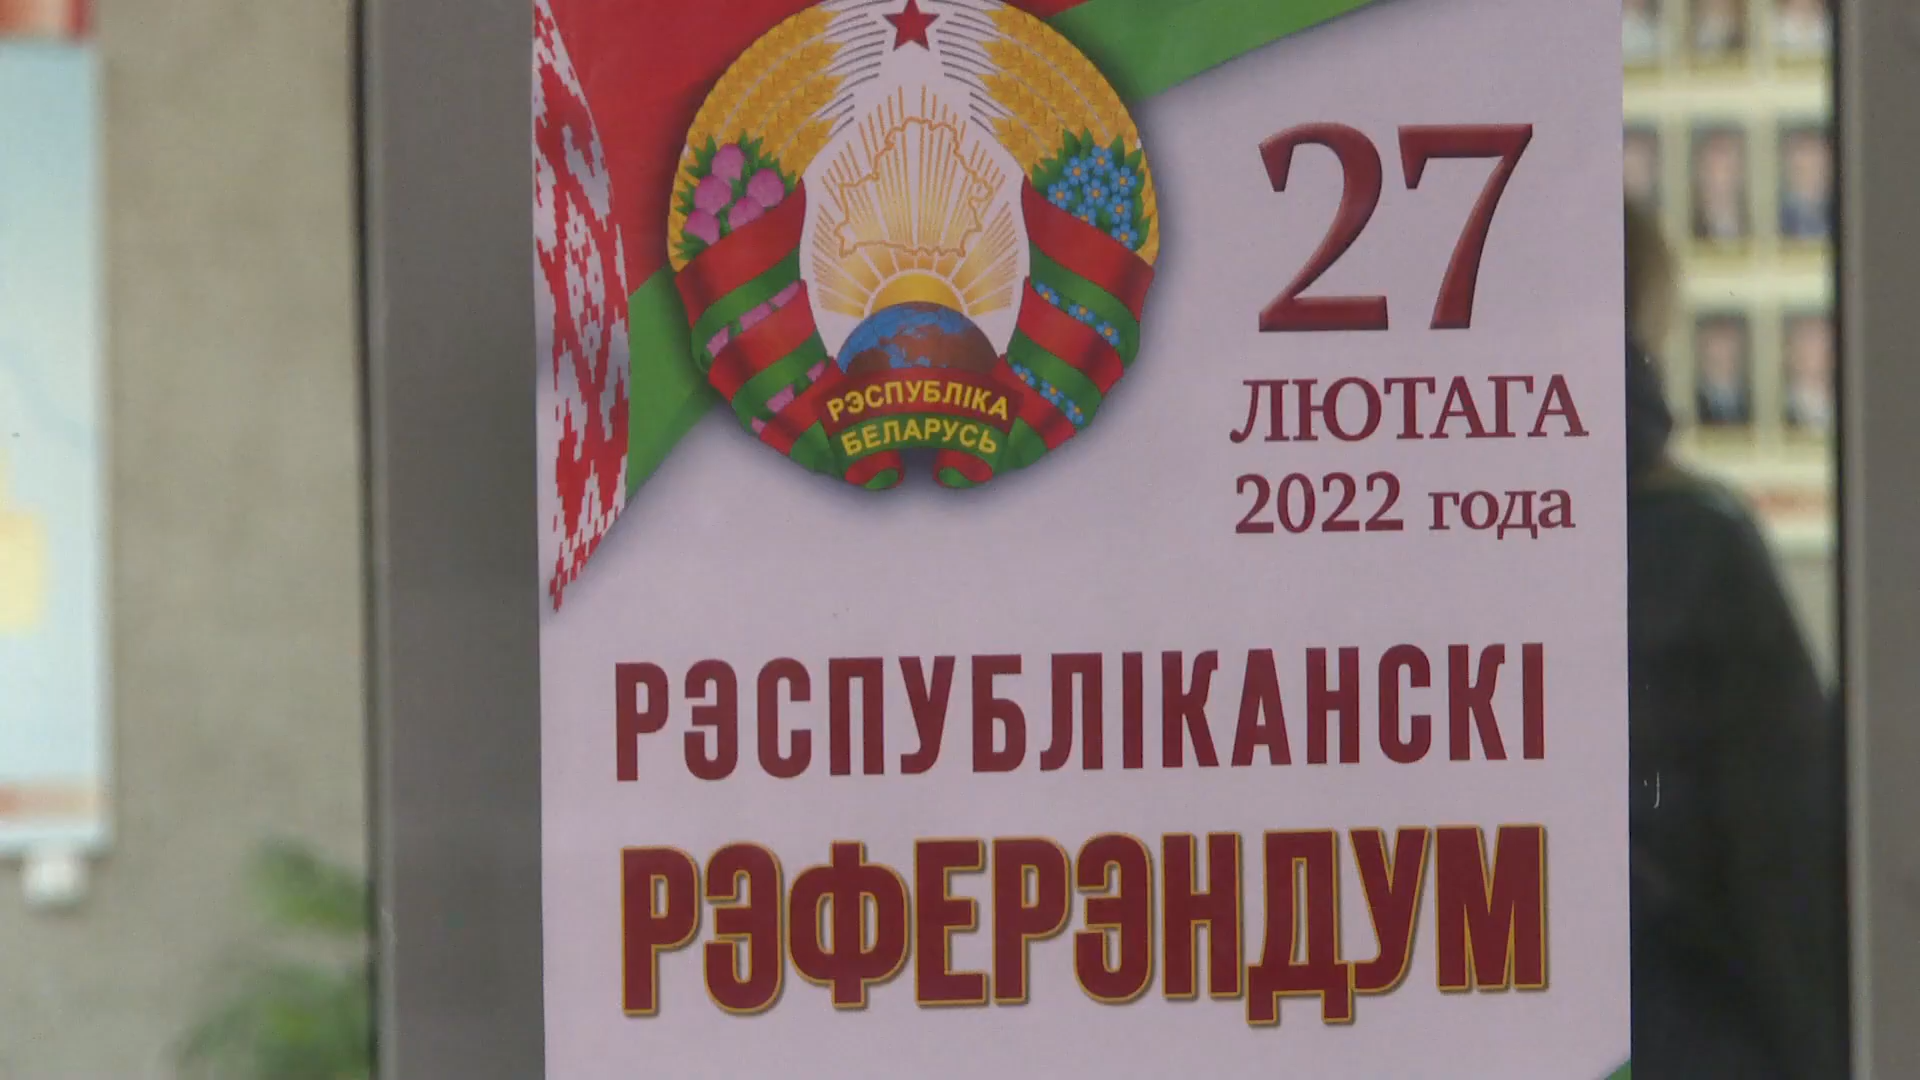 РЭСПУБЛІКА
БЕЛАРУСЬ
27
ЛЮТАГА
2022 года
РЭСПУБЛІКАНСКІ
РЭФЕРЭНДУМ